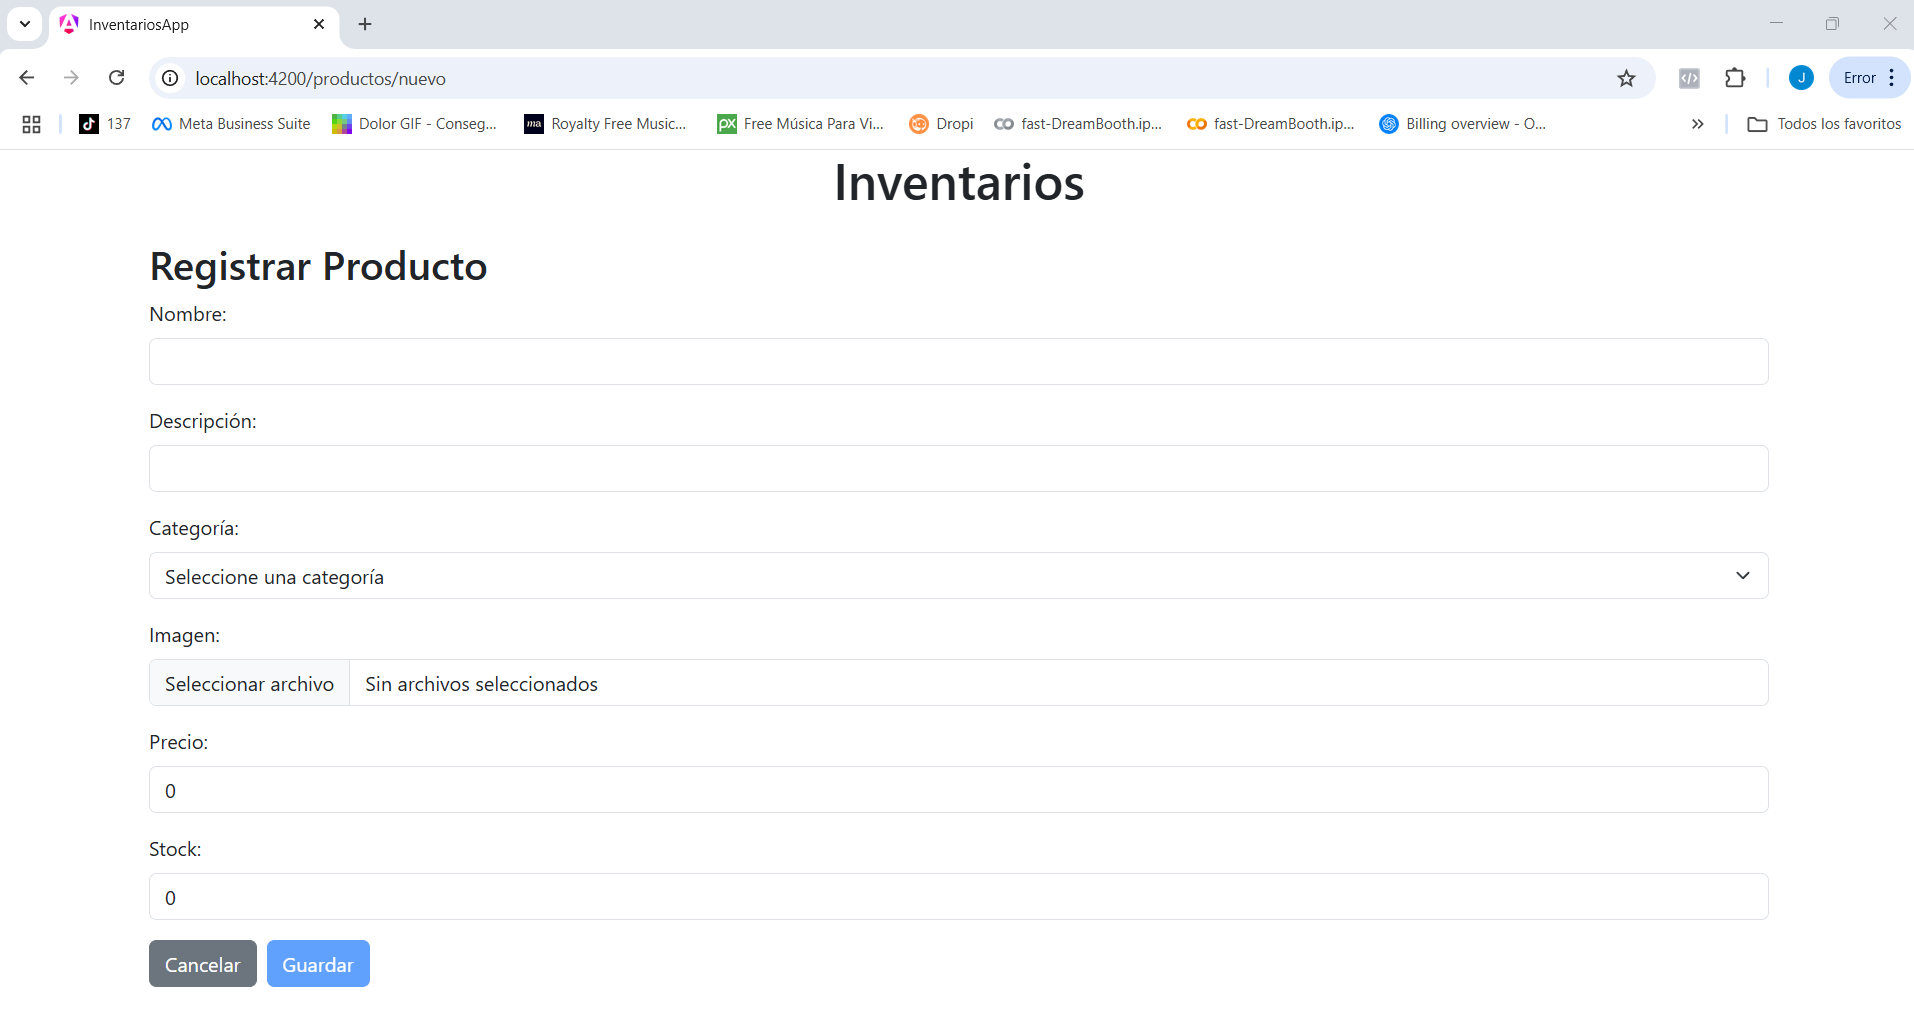 InventariosApp
localhost:4200/productos/nuevo
J
Error
137
Meta Business Suite
Dolor GIF - Conseg...
ma
Royalty Free Music...
px
Free Música Para Vi...
Dropi
fast-DreamBooth.ip...
fast-DreamBooth.ip...
Billing overview - O...
Todos los favoritos
Inventarios
Registrar Producto
Nombre:
Descripción:
Categoría:
Seleccione una categoría
Imagen:
Seleccionar archivo Sin archivos seleccionados
Precio:
0
Stock:
0
Cancelar Guardar